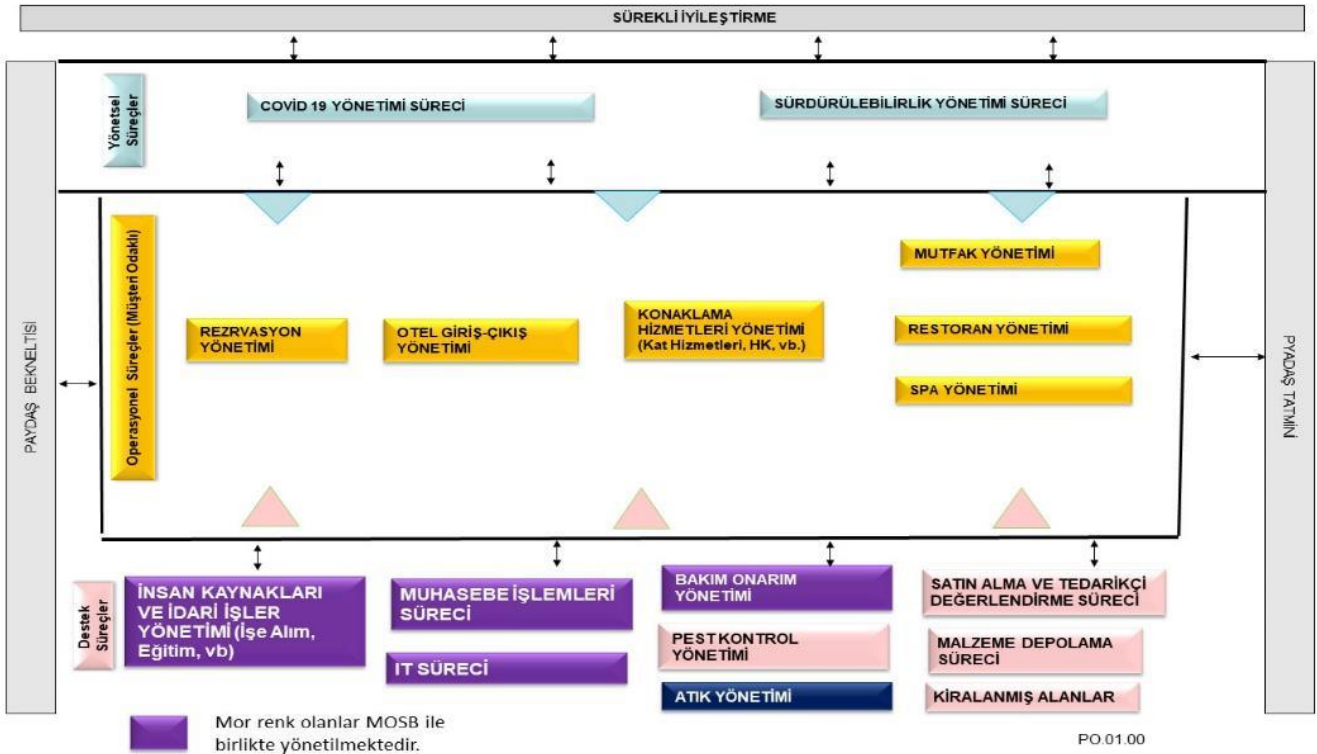 SÜREKLİ İYİLEŞTİRME
PAYDAŞ BEKNELTİSİ
Yönetsel
Süreçler
COVİD 19 YÖNETİMİ SÜRECİ
SÜRDÜRÜLEBİLİRLİK YÖNETİMİ SÜRECİ
PYADAŞ TATMİNİ
Operasyonel Süreçler (Müşteri Odaklı)
REZRVASYON
YÖNETİMİ
OTEL GİRİŞ-ÇIKIŞ
YÖNETİMİ
KONAKLAMA
HİZMETLERİ YÖNETİMİ
(Kat Hizmetleri, HK, vb.)
MUTFAK YÖNETİMİ
RESTORAN YÖNETİMİ
SPA YÖNETİMİ
Destek
Süreçler
İNSAN KAYNAKLARI
VE İDARİ İŞLER
YÖNETİMİ (İşe Alım,
Eğitim, vb)
MUHASEBE İŞLEMLERİ
SÜRECİ
IT SÜRECİ
BAKIM ONARIM
YÖNETİMİ
PEST KONTROL
YÖNETİMİ
ATIK YÖNETİMİ
SATIN ALMA VE TEDARİKÇİ
DEĞERLENDİRME SÜRECİ
MALZEME DEPOLAMA
SÜRECİ
KİRALANMIŞ ALANLAR
Mor renk olanlar MOSB ile
birlikte yönetilmektedir.
PO.01.00